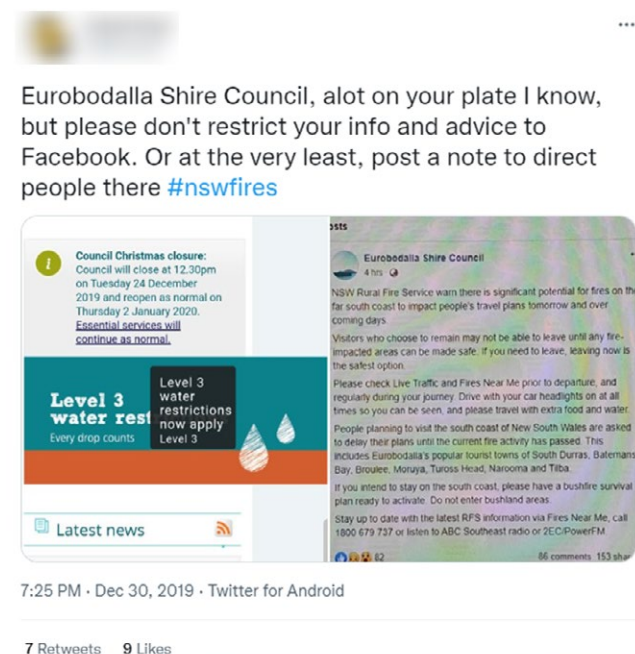 Eurobodalla Shire Council, alot on your plate I know,
but please don't restrict your info and advice to
Facebook. Or at the very least, post a note to direct
people there #nswfires
Council Christmas closure:
Council will close at 12.30pm
on Tuesday 24 December
2019 and reopen as normal on
Thursday 2 January 2020.
Essential services will
continue as normal.
Level 3
water rest
Every drop counts
Level 3
water
restrictions
now apply
Level 3
Latest news
osts
Eurobodalla Shire Council
4 hrs
NSW Rural Fire Service warn there is significant potential for fires on the
far south coast to impact people's travel plans tomorrow and over
coming days.
Visitors who choose to remain may not be able to leave until any fire-
impacted areas can be made safe. If you need to leave, leaving now is
the safest option.
Please check Live Traffic and Fires Near Me prior to departure, and
regularly during your journey. Drive with your car headlights on at all
times so you can be seen, and please travel with extra food and water.
People planning to visit the south coast of New South Wales are asked
to delay their plans until the current fire activity has passed. This
includes Eurobodalla's popular tourist towns of South Durras, Batemans
Bay, Broulee, Moruya, Tuross Head, Narooma and Tilba.
If you intend to stay on the south coast, please have a bushfire survival
plan ready to activate. Do not enter bushland areas.
Stay up to date with the latest RFS information via Fires Near Me, call
1800 679 737 or listen to ABC Southeast radio or 2EC/PowerFM.
82
86 comments 153 shar
7:25 PM · Dec 30, 2019 · Twitter for Android
7 Retweets 9 Likes